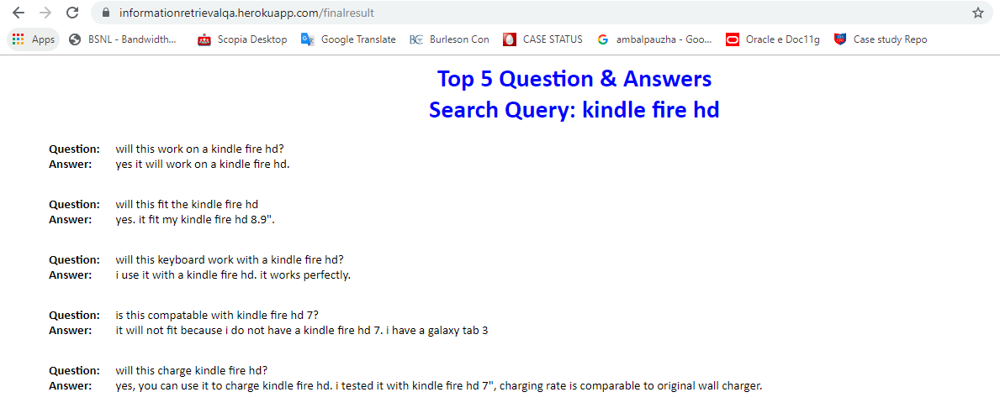 informationretrievalqa.herokuapp.com/finalresult
Apps BSNL - Bandwidth... Scopia Desktop Google Translate BC Burleson Con CASE STATUS G ambalpauzha - Goo... Oracle e Doc11g Case study Repo
Top 5 Question & Answers
Search Query: kindle fire hd
Question: will this work on a kindle fire hd?
Answer: yes it will work on a kindle fire hd.
Question: will this fit the kindle fire hd
Answer: yes. it fit my kindle fire hd 8.9".
Question: will this keyboard work with a kindle fire hd?
Answer: i use it with a kindle fire hd. it works perfectly.
Question: is this compatable with kindle fire hd 7?
Answer: it will not fit because i do not have a kindle fire hd 7. i have a galaxy tab 3
Question: will this charge kindle fire hd?
Answer: yes, you can use it to charge kindle fire hd. i tested it with kindle fire hd 7", charging rate is comparable to original wall charger.